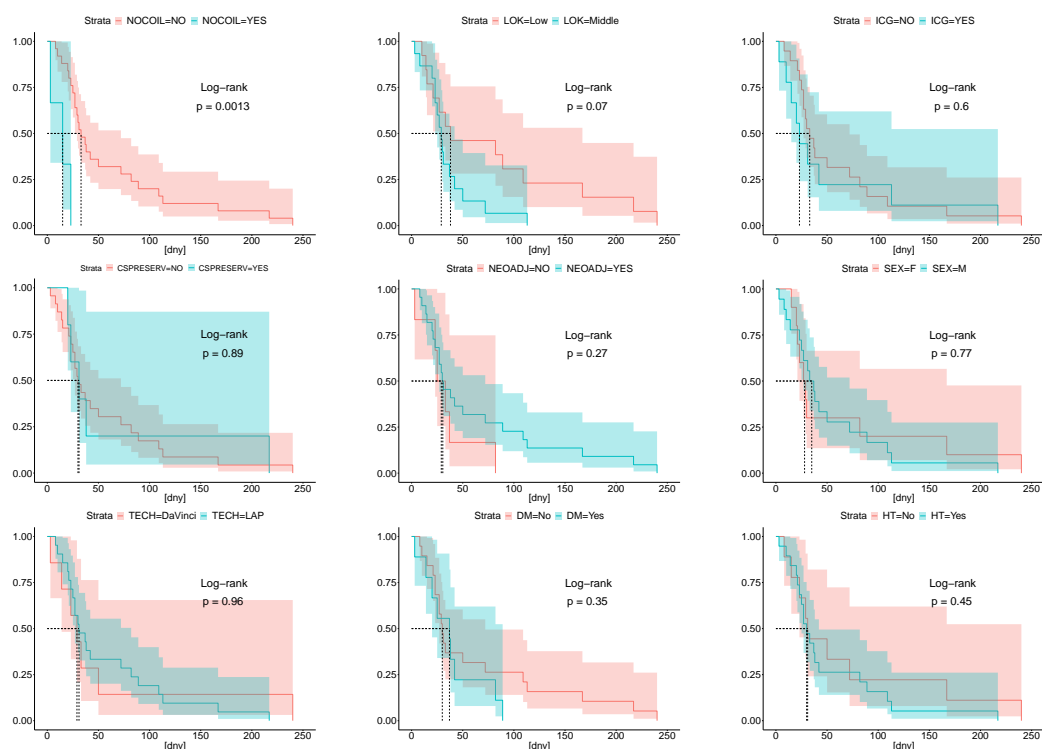 Strata NOCOIL=NO NOCOIL=YES
1.00
0.75
0.50
0.25
0.00
Log-rank
p = 0.0013
0 50 100 150 200 250
[dny]
Strata LOK=Low LOK=Middle
1.00
0.75
0.50
0.25
0.00
Log-rank
p = 0.07
0 50 100 150 200 250
[dny]
Strata ICG=NO ICG=YES
1.00
0.75
0.50
0.25
0.00
Log-rank
p = 0.6
0 50 100 150 200 250
[dny]
Strata CSPRESERV=NO CSPRESERV=YES
1.00
0.75
0.50
0.25
0.00
Log-rank
p = 0.89
0 50 100 150 200 250
[dny]
Strata NEOADJ=NO NEOADJ=YES
1.00
0.75
0.50
0.25
0.00
Log-rank
p = 0.27
0 50 100 150 200 250
[dny]
Strata SEX=F SEX=M
1.00
0.75
0.50
0.25
0.00
Log-rank
p = 0.77
0 50 100 150 200 250
[dny]
Strata TECH=DaVinci TECH=LAP
1.00
0.75
0.50
0.25
0.00
Log-rank
p = 0.96
0 50 100 150 200 250
[dny]
Strata DM=No DM=Yes
1.00
0.75
0.50
0.25
0.00
Log-rank
p = 0.35
0 50 100 150 200 250
[dny]
Strata HT=No HT=Yes
1.00
0.75
0.50
0.25
0.00
Log-rank
p = 0.45
0 50 100 150 200 250
[dny]